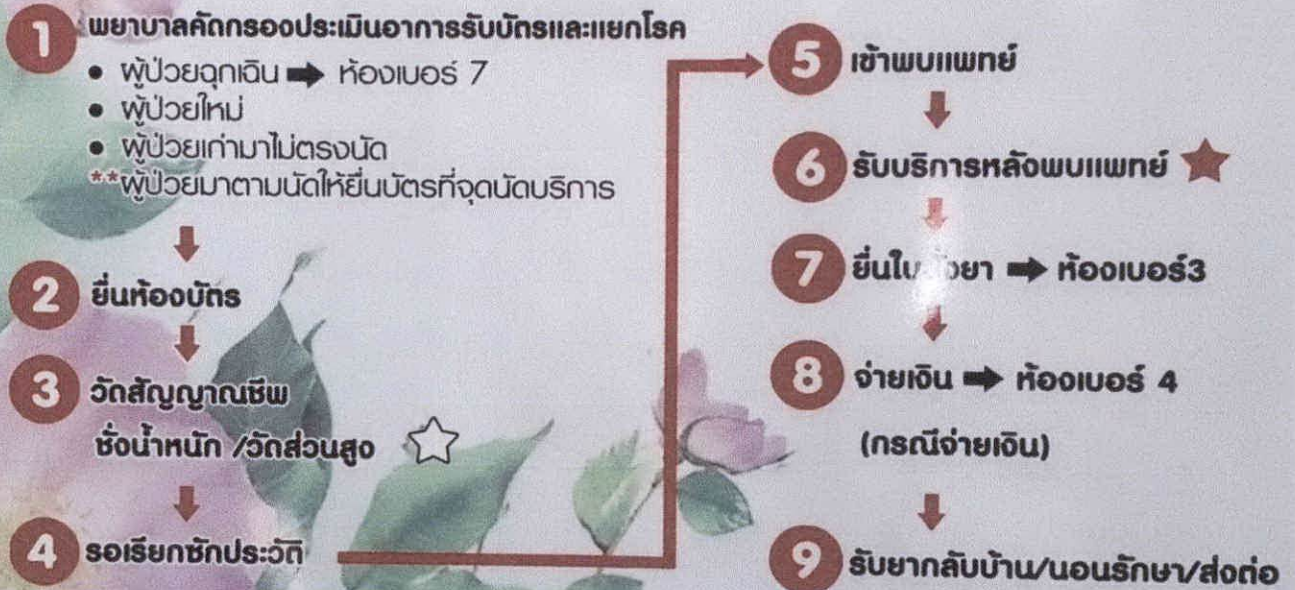 1 พยาบาลคัดกรองประเมินอาการรับบัตรและแยกโรค
• ผู้ป่วยฉุกเฉิน ➡ ห้องเบอร์ 7
• ผู้ป่วยใหม่
• ผู้ป่วยเก่ามาไม่ตรงนัด
**ผู้ป่วยมาตามนัดให้ยื่นบัตรที่จุดนัดบริการ
2 ยื่นห้องบัตร
3 วัดสัญญาณชีพ
ชั่งน้ำหนัก /วัดส่วนสูง
4 รอเรียกซักประวัติ
5 เข้าพบแพทย์
6 รับบริการหลังพบแพทย์
7 ยื่น ➡ ห้องเบอร์3
8 จ่ายเงิน ➡ ห้องเบอร์ 4
(กรณีจ่ายเงิน)
9 รับยากลับบ้าน/นอนรักษา/ส่งต่อ